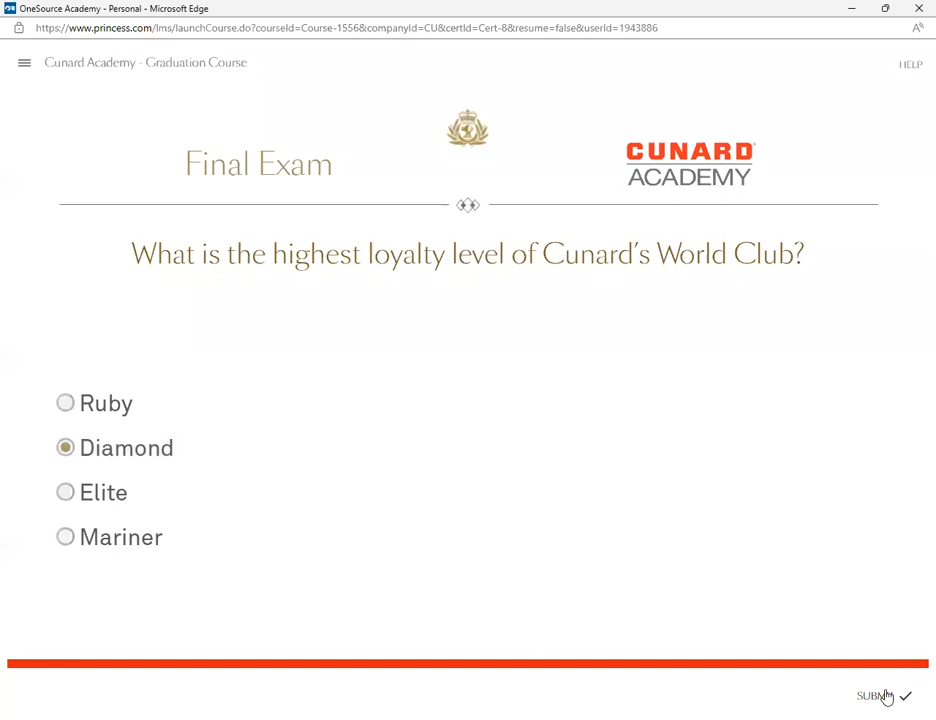 OneSource Academy - Personal - Microsoft Edge
https://www.princess.com/lms/launchCourse.do?courseId=Course-1556&companyId=CU&certId=Cert-8&resume=false&userId=1943886
Cunard Academy - Graduation Course
HELP
Final Exam
CUNARD
ACADEMY
What is the highest loyalty level of Cunard's World Club?
Ruby
Diamond
Elite
Mariner